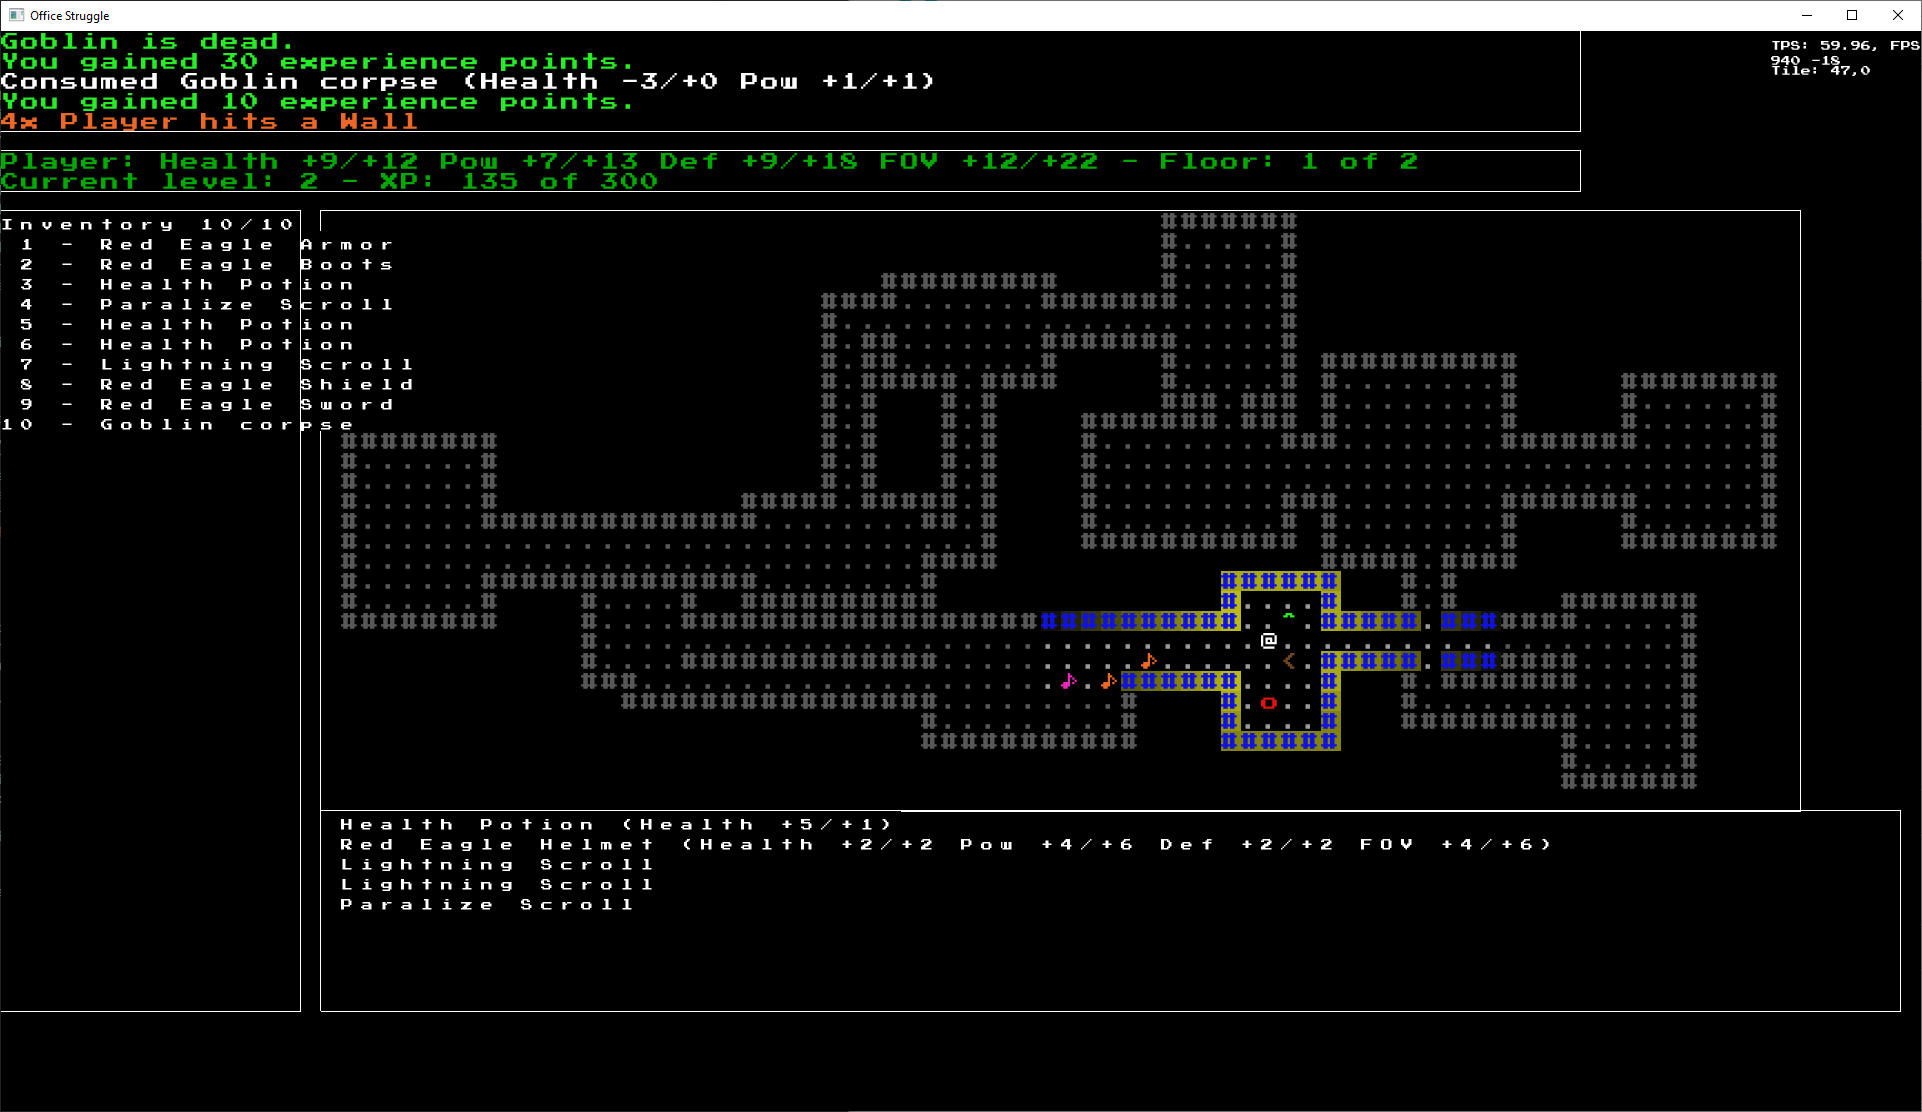 Office Struggle
Goblin is dead.
You gained 30 experience points.
Consumed Goblin corpse (Health -3/+0 Pow +1/+1)
You gained 10 experience points.
4x Player hits a Wall
TPS: 59.96, FPS
940 -18
Tile: 47,0
Player: Health +9/+12 Pow +7/+13 Def +9/+18 FOV +12/+22 - Floor: 1 of 2
Current level: 2 - XP: 135 of 300
Inventory 10/10
1 - Red Eagle Armor
2 - Red Eagle Boots
3 - Health Potion
4 - Paralize Scroll
5 - Health Potion
6 - Health Potion
7 - Lightning Scroll
8 - Red Eagle Shield
9 - Red Eagle Sword
10 - Goblin corpse
Health Potion (Health +5/+1)
Red Eagle Helmet (Health +2/+2 Pow +4/+6 Def +2/+2 FOV +4/+6)
Lightning Scroll
Lightning Scroll
Paralize Scroll